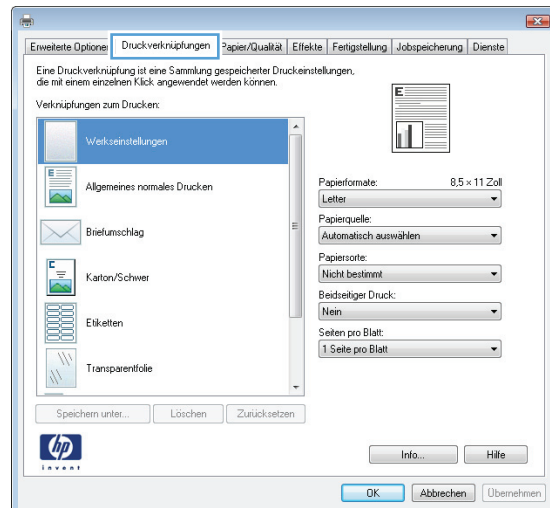 Erweiterte Optionen Druckverknüpfungen Papier/Qualität Effekte Fertigstellung Jobspeicherung Dienste
Eine Druckverknüpfung ist eine Sammlung gespeicherter Druckeinstellungen,
die mit einem einzelnen Klick angewendet werden können.
Verknüpfungen zum Drucken:
Werkseinstellungen
Allgemeines normales Drucken
Briefumschlag
Karton/Schwer
Etiketten
Transparentfolie
Speichern unter... Löschen Zurücksetzen
E
Papierformate: 8,5 × 11 Zoll
Letter
Papierquelle:
Automatisch auswählen
Papiersorte:
Nicht bestimmt
Beidseitiger Druck:
Nein
Seiten pro Blatt:
1 Seite pro Blatt
hp
invent
Info... Hilfe
OK Abbrechen Übernehmen